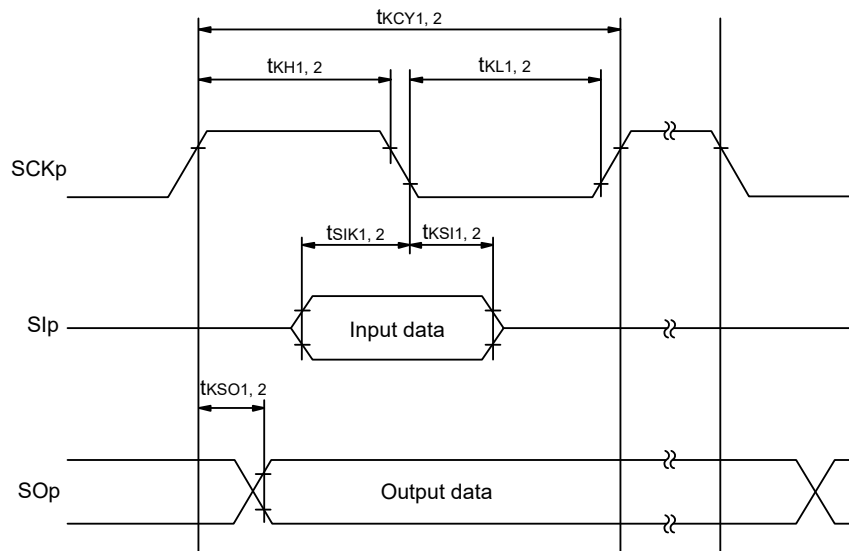 tKCY1, 2
tKH1, 2
tKL1, 2
SCKp
tSIK1, 2
tKSI1, 2
SIp
Input data
tKSO1, 2
SOp
Output data